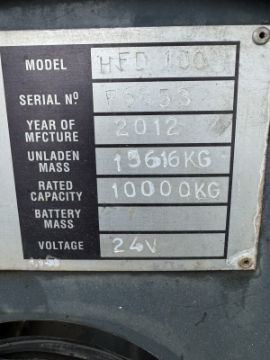 MODEL HFD 100
SERIAL Nº
YEAR OF MFCTURE 2012
UNLADEN MASS 15616KG
RATED CAPACITY 10000KG
BATTERY MASS
VOLTAGE 24V